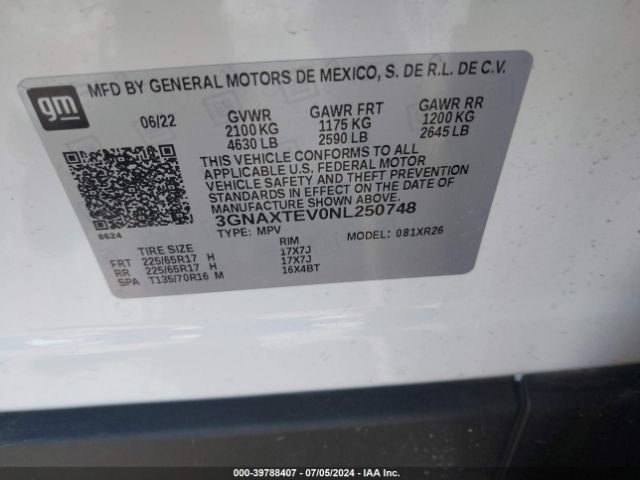 gm
MFD BY GENERAL MOTORS DE MEXICO, S. DE R.L. DE C.V.
06/22 GVWR GAWR FRT GAWR RR
2100 KG 1175 KG 1200 KG
4630 LB 2590 LB 2645 LB
THIS VEHICLE CONFORMS TO ALL
APPLICABLE U.S. FEDERAL MOTOR
VEHICLE SAFETY AND THEFT PREVENTION
STANDARDS IN EFFECT ON THE DATE OF
MANUFACTURE SHOWN ABOVE.
3GNAXTEV0NL250748
8624
TYPE: MPV MODEL: 081XR26
TIRE SIZE RIM
FRT 225/65R17 H 17X7J
RR 225/65R17 H 17X7J
SPA T135/70R16 M 16X4BT
000-39788407 - 07/05/2024 - IAA Inc.